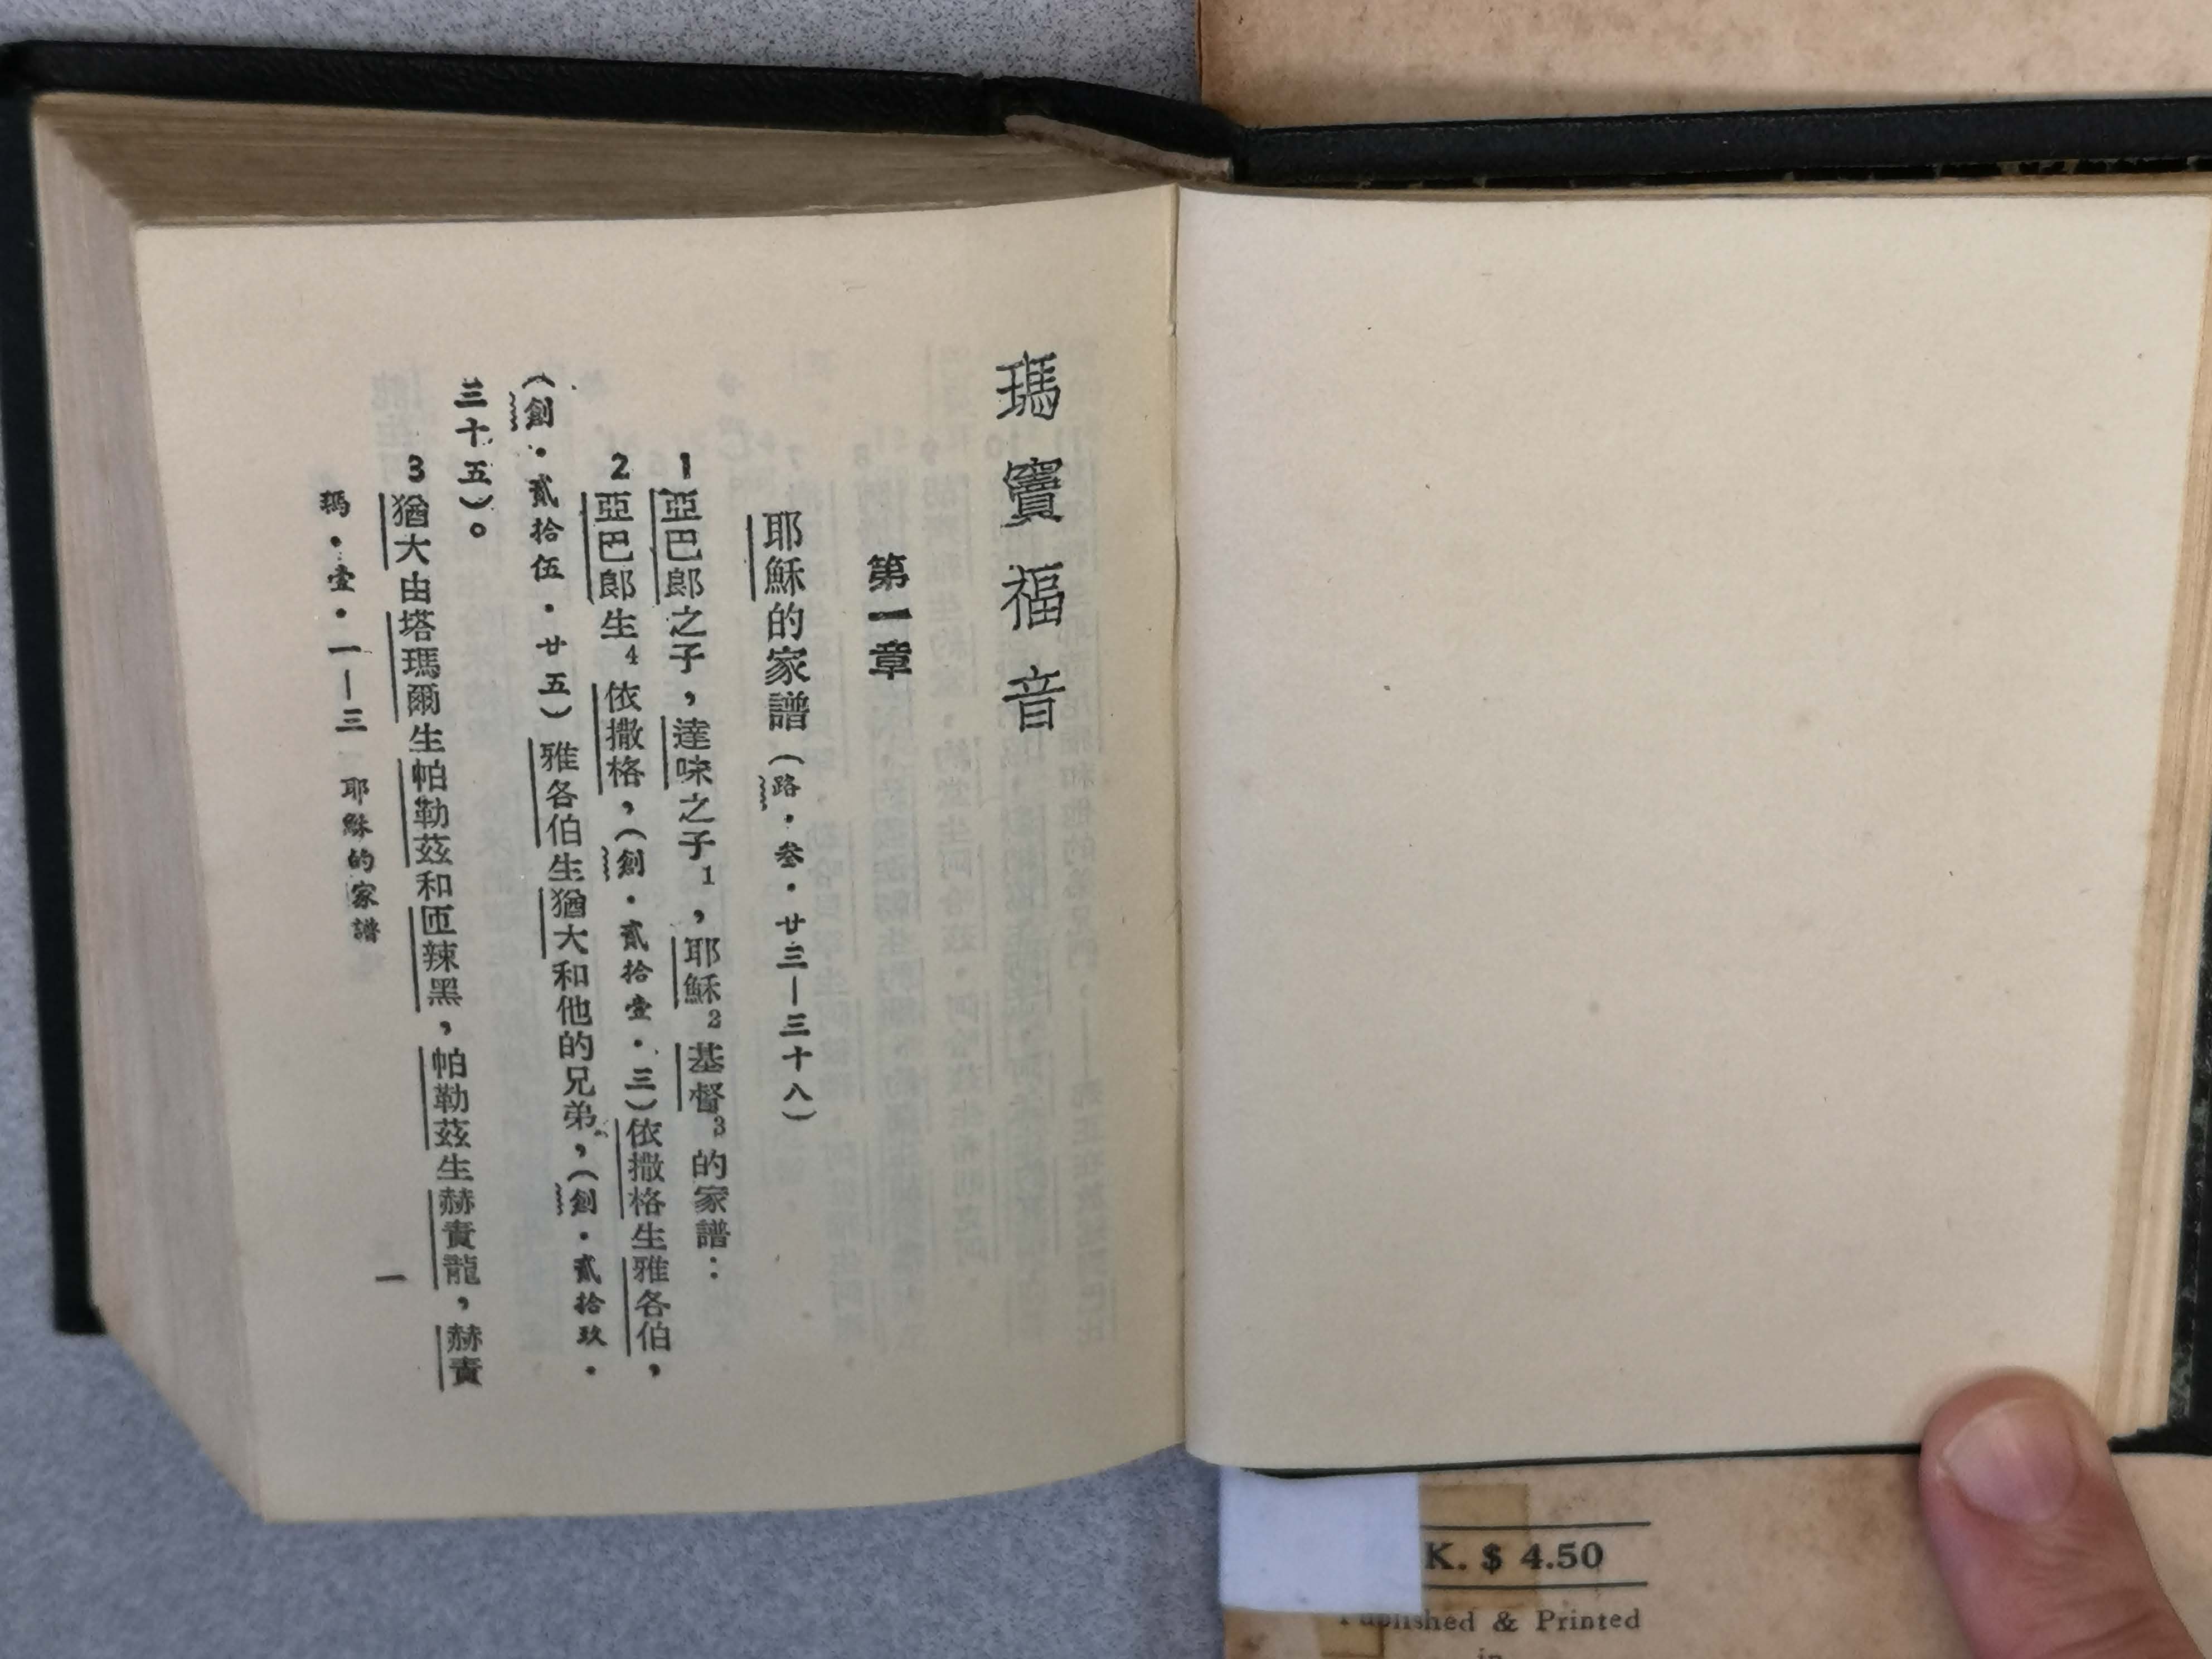 瑪竇福音
第一章
耶穌的家譜(路·叁·廿三—三十八)
1亞巴郎之子，達味之子1，耶穌2基督3的家譜：
2亞巴郎生4依撒格，(創·貳拾壹·三)依撒格生雅各伯，
(創·貳拾伍·廿五)雅各伯生猶大和他的兄弟，(創·貳拾玖·
三十五)。
3猶大由塔瑪爾生帕勒茲和匝辣黑，帕勒茲生赫責龍，赫責
瑪·壹·一—三 耶穌的家譜
一
K. $ 4.50
Published & Printed
in